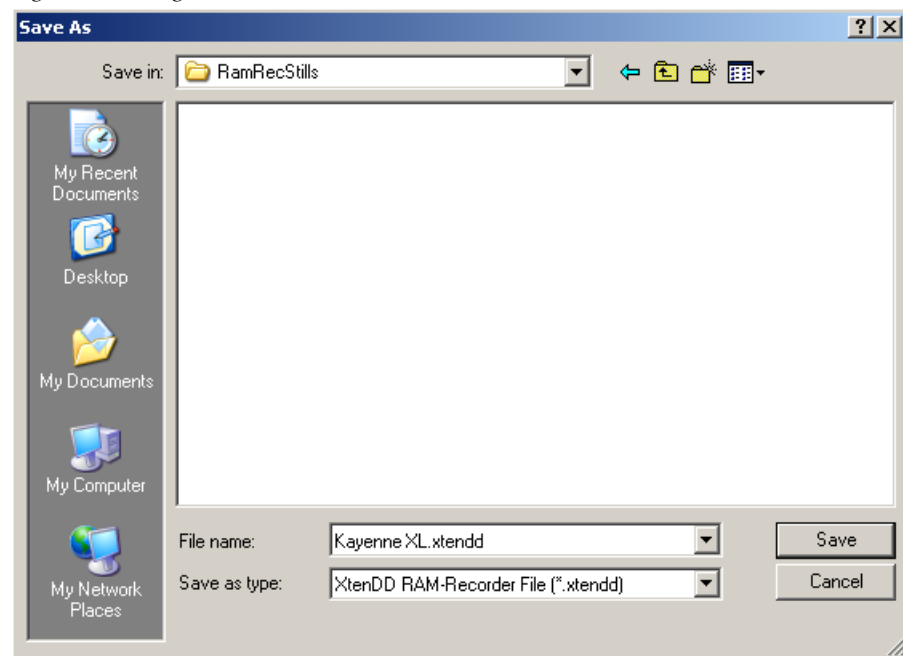 Save As
Save in: RamRecStills
My Recent
Documents
Desktop
My Documents
My Computer
My Network
Places
File name: Kayenne XL.xtendd Save
Save as type: XtenDD RAM-Recorder File (*.xtendd) Cancel